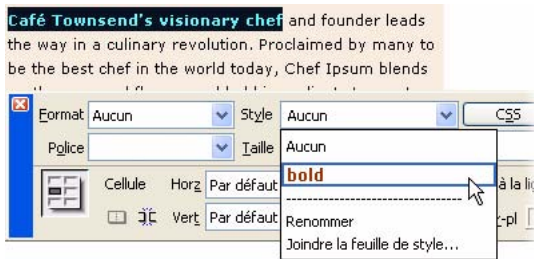 Café Townsend's visionary chef and founder leads
the way in a culinary revolution. Proclaimed by many to
be the best chef in the world today, Chef Ipsum blends
Format Aucun Style Aucun CSS
Aucun
Police Taille
bold
Cellule Horz Par défaut à la li
------------------------------
Renommer
Vert Par défaut
Joindre la feuille de style...